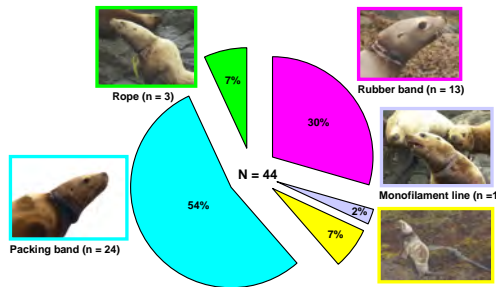 Rope (n = 3)
7%
Rubber band (n = 13)
30%
N = 44
Packing band (n = 24)
54%
2%
Monofilament line (n =1
7%